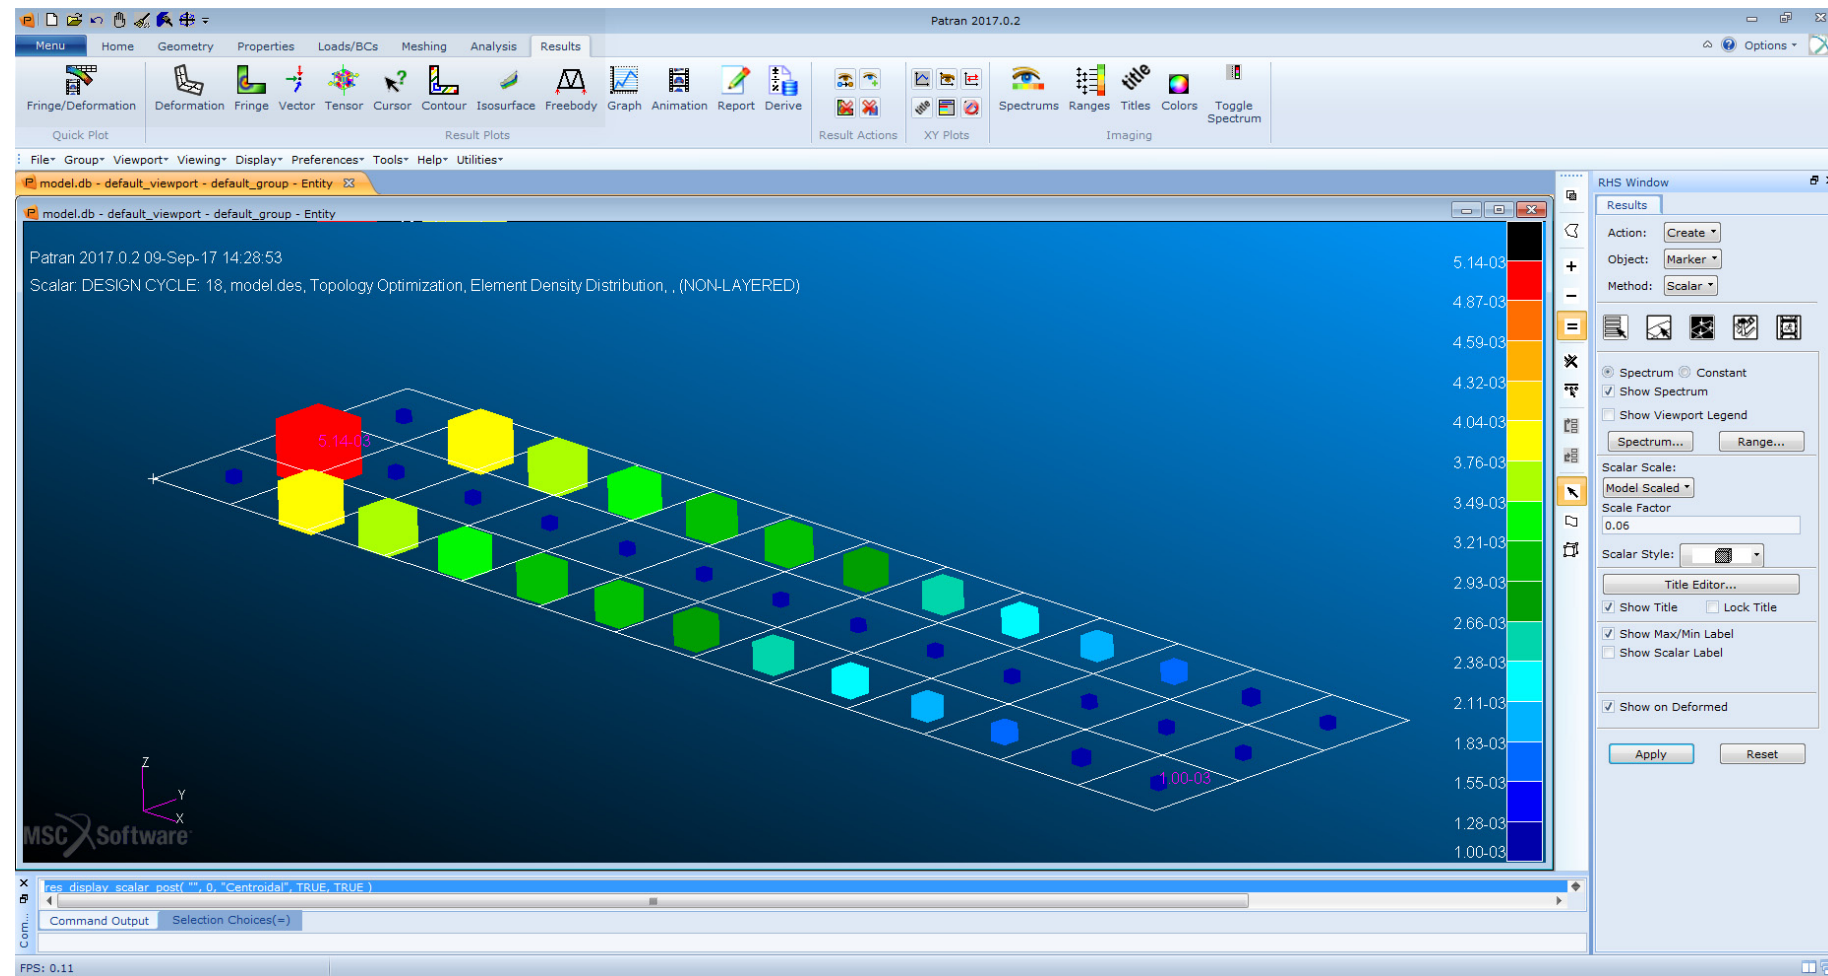 Patran 2017.0.2
Menu Home Geometry Properties Loads/BCs Meshing Analysis Results
Options
Fringe/Deformation Deformation Fringe Vector Tensor Cursor Contour Isosurface Freebody Graph Animation Report Derive Spectrums Ranges Titles Colors Toggle Spectrum
Quick Plot Result Plots Result Actions XY Plots Imaging
File Group Viewport Viewing Display Preferences Tools Help Utilities
model.db - default_viewport - default_group - Entity
model.db - default_viewport - default_group - Entity
Patran 2017.0.2 09-Sep-17 14:28:53
Scalar: DESIGN CYCLE: 18, model.des, Topology Optimization, Element Density Distribution, , (NON-LAYERED)
5.14-03
4.87-03
4.59-03
4.32-03
4.04-03
3.76-03
3.49-03
3.21-03
2.93-03
2.66-03
2.38-03
2.11-03
1.83-03
1.55-03
1.28-03
1.00-03
5.14-03
1.00-03
Z
Y
X
MSC Software
RHS Window
Results
Action: Create
Object: Marker
Method: Scalar
Spectrum Constant
Show Spectrum
Show Viewport Legend
Spectrum... Range...
Scalar Scale:
Model Scaled
Scale Factor
0.06
Scalar Style:
Title Editor...
Show Title Lock Title
Show Max/Min Label
Show Scalar Label
Show on Deformed
Apply Reset
Com...
res_display_scalar_post( "", 0, "Centroidal", TRUE, TRUE )
Command Output Selection Choices(=)
FPS: 0.11